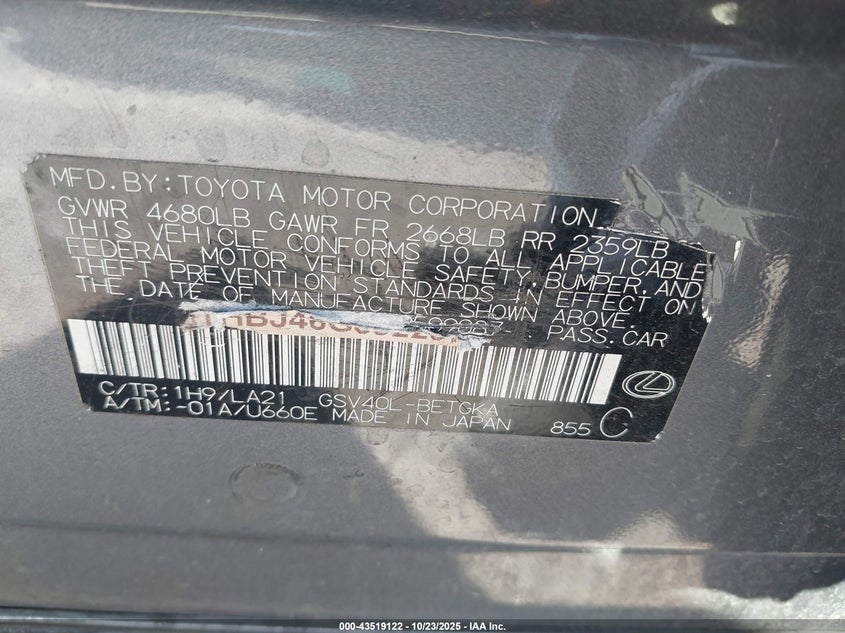 MFD.BY:TOYOTA MOTOR CORPORATION
GVWR 4680LB GAWR FR 2668LB RR 2359LB
THIS VEHICLE CONFORMS TO ALL APPLICABLE
FEDERAL MOTOR VEHICLE SAFETY,BUMPER,AND
THEFT PREVENTION STANDARDS IN EFFECT ON
THE DATE OF MANUFACTURE SHOWN ABOVE.
PASS.CAR
C/TR:1H9/LA21 GSV40L-BETGKA
A/TM:-01A/U660E MADE IN JAPAN 855 C
000-43519122 - 10/23/2025 - IAA Inc.